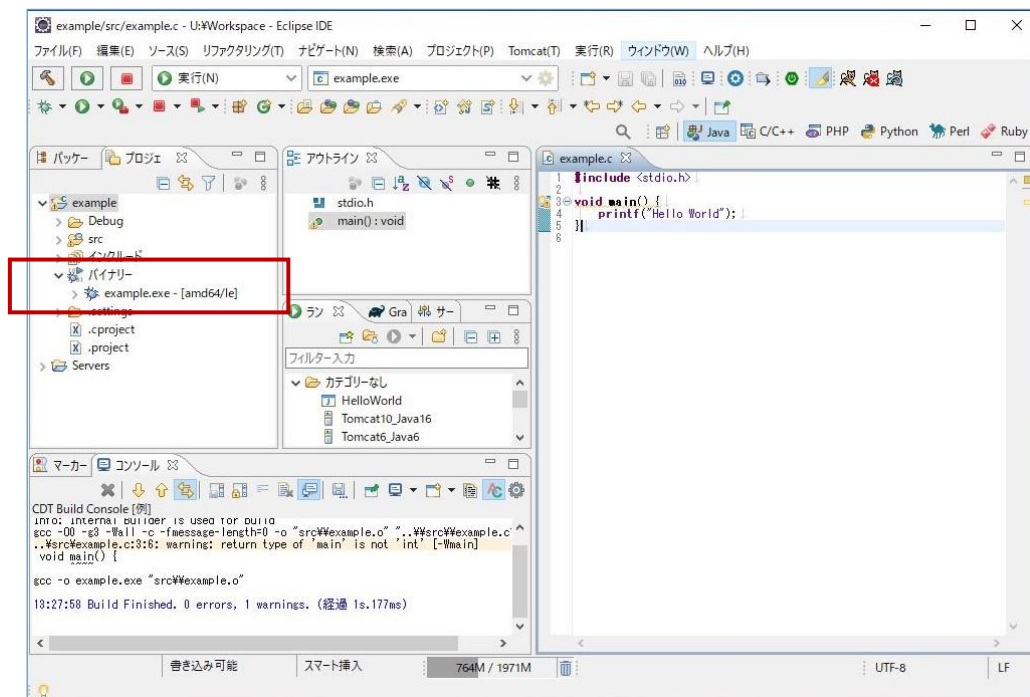 example/src/example.c - U:¥Workspace - Eclipse IDE
ファイル(F) 編集(E) ソース(S) リファクタリング(T) ナビゲート(N) 検索(A) プロジェクト(P) Tomcat(T) 実行(R) ウィンドウ(W) ヘルプ(H)
実行(N) example.exe
Java C/C++ PHP Python Perl Ruby
パッケー プロジェ
example
Debug
src
インクルード
バイナリー
example.exe - [amd64/le]
.settings
.cproject
.project
Servers
アウトライン
stdio.h
main() : void
ラン Gra サー
フィルター入力
カテゴリーなし
HelloWorld
Tomcat10_Java16
Tomcat6_Java6
example.c
1 #include <stdio.h>
2
3 void main() {
4 printf("Hello World");
5 }
6
マーカー コンソール
CDT Build Console [例]
Info: Internal Builder is used for build
gcc -O0 -g3 -Wall -c -fmessage-length=0 -o "src¥¥example.o" "..¥¥src¥¥example.c"
..¥src¥example.c:3:6: warning: return type of 'main' is not 'int' [-Wmain]
void main() {
^~~~
gcc -o example.exe "src¥¥example.o"
13:27:58 Build Finished. 0 errors, 1 warnings. (経過 1s.177ms)
書き込み可能 スマート挿入 764M / 1971M UTF-8 LF